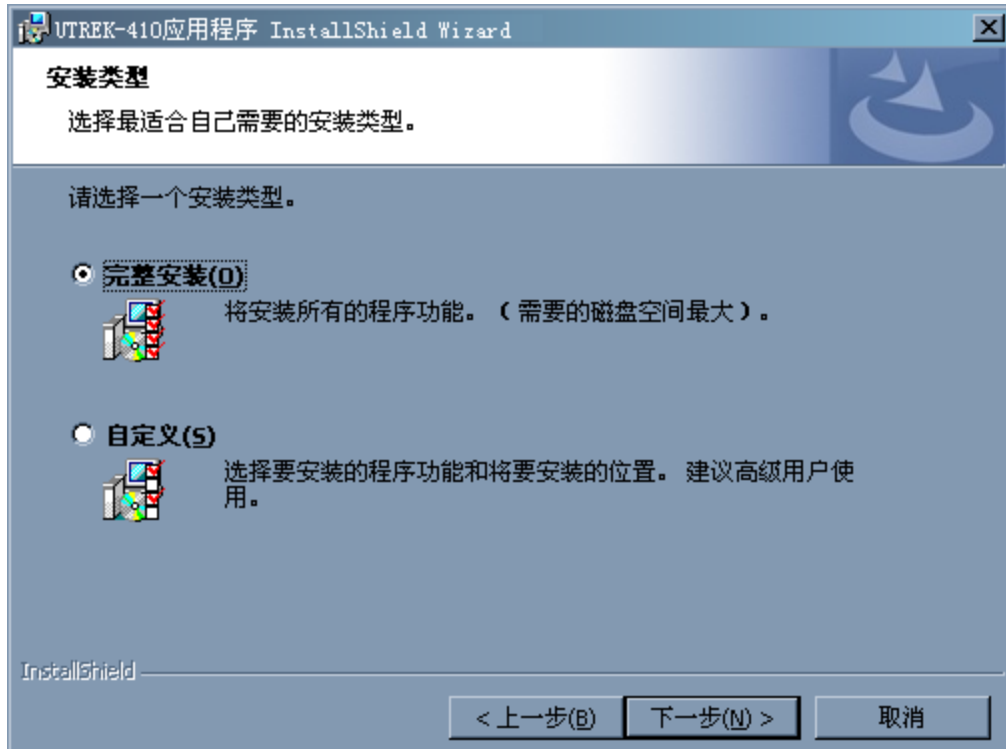 UTREK-410应用程序 InstallShield Wizard
安装类型
选择最适合自己需要的安装类型。
请选择一个安装类型。
完整安装(O)
将安装所有的程序功能。（需要的磁盘空间最大）。
自定义(S)
选择要安装的程序功能和将要安装的位置。 建议高级用户使
用。
InstallShield
< 上一步(B)
下一步(N) >
取消